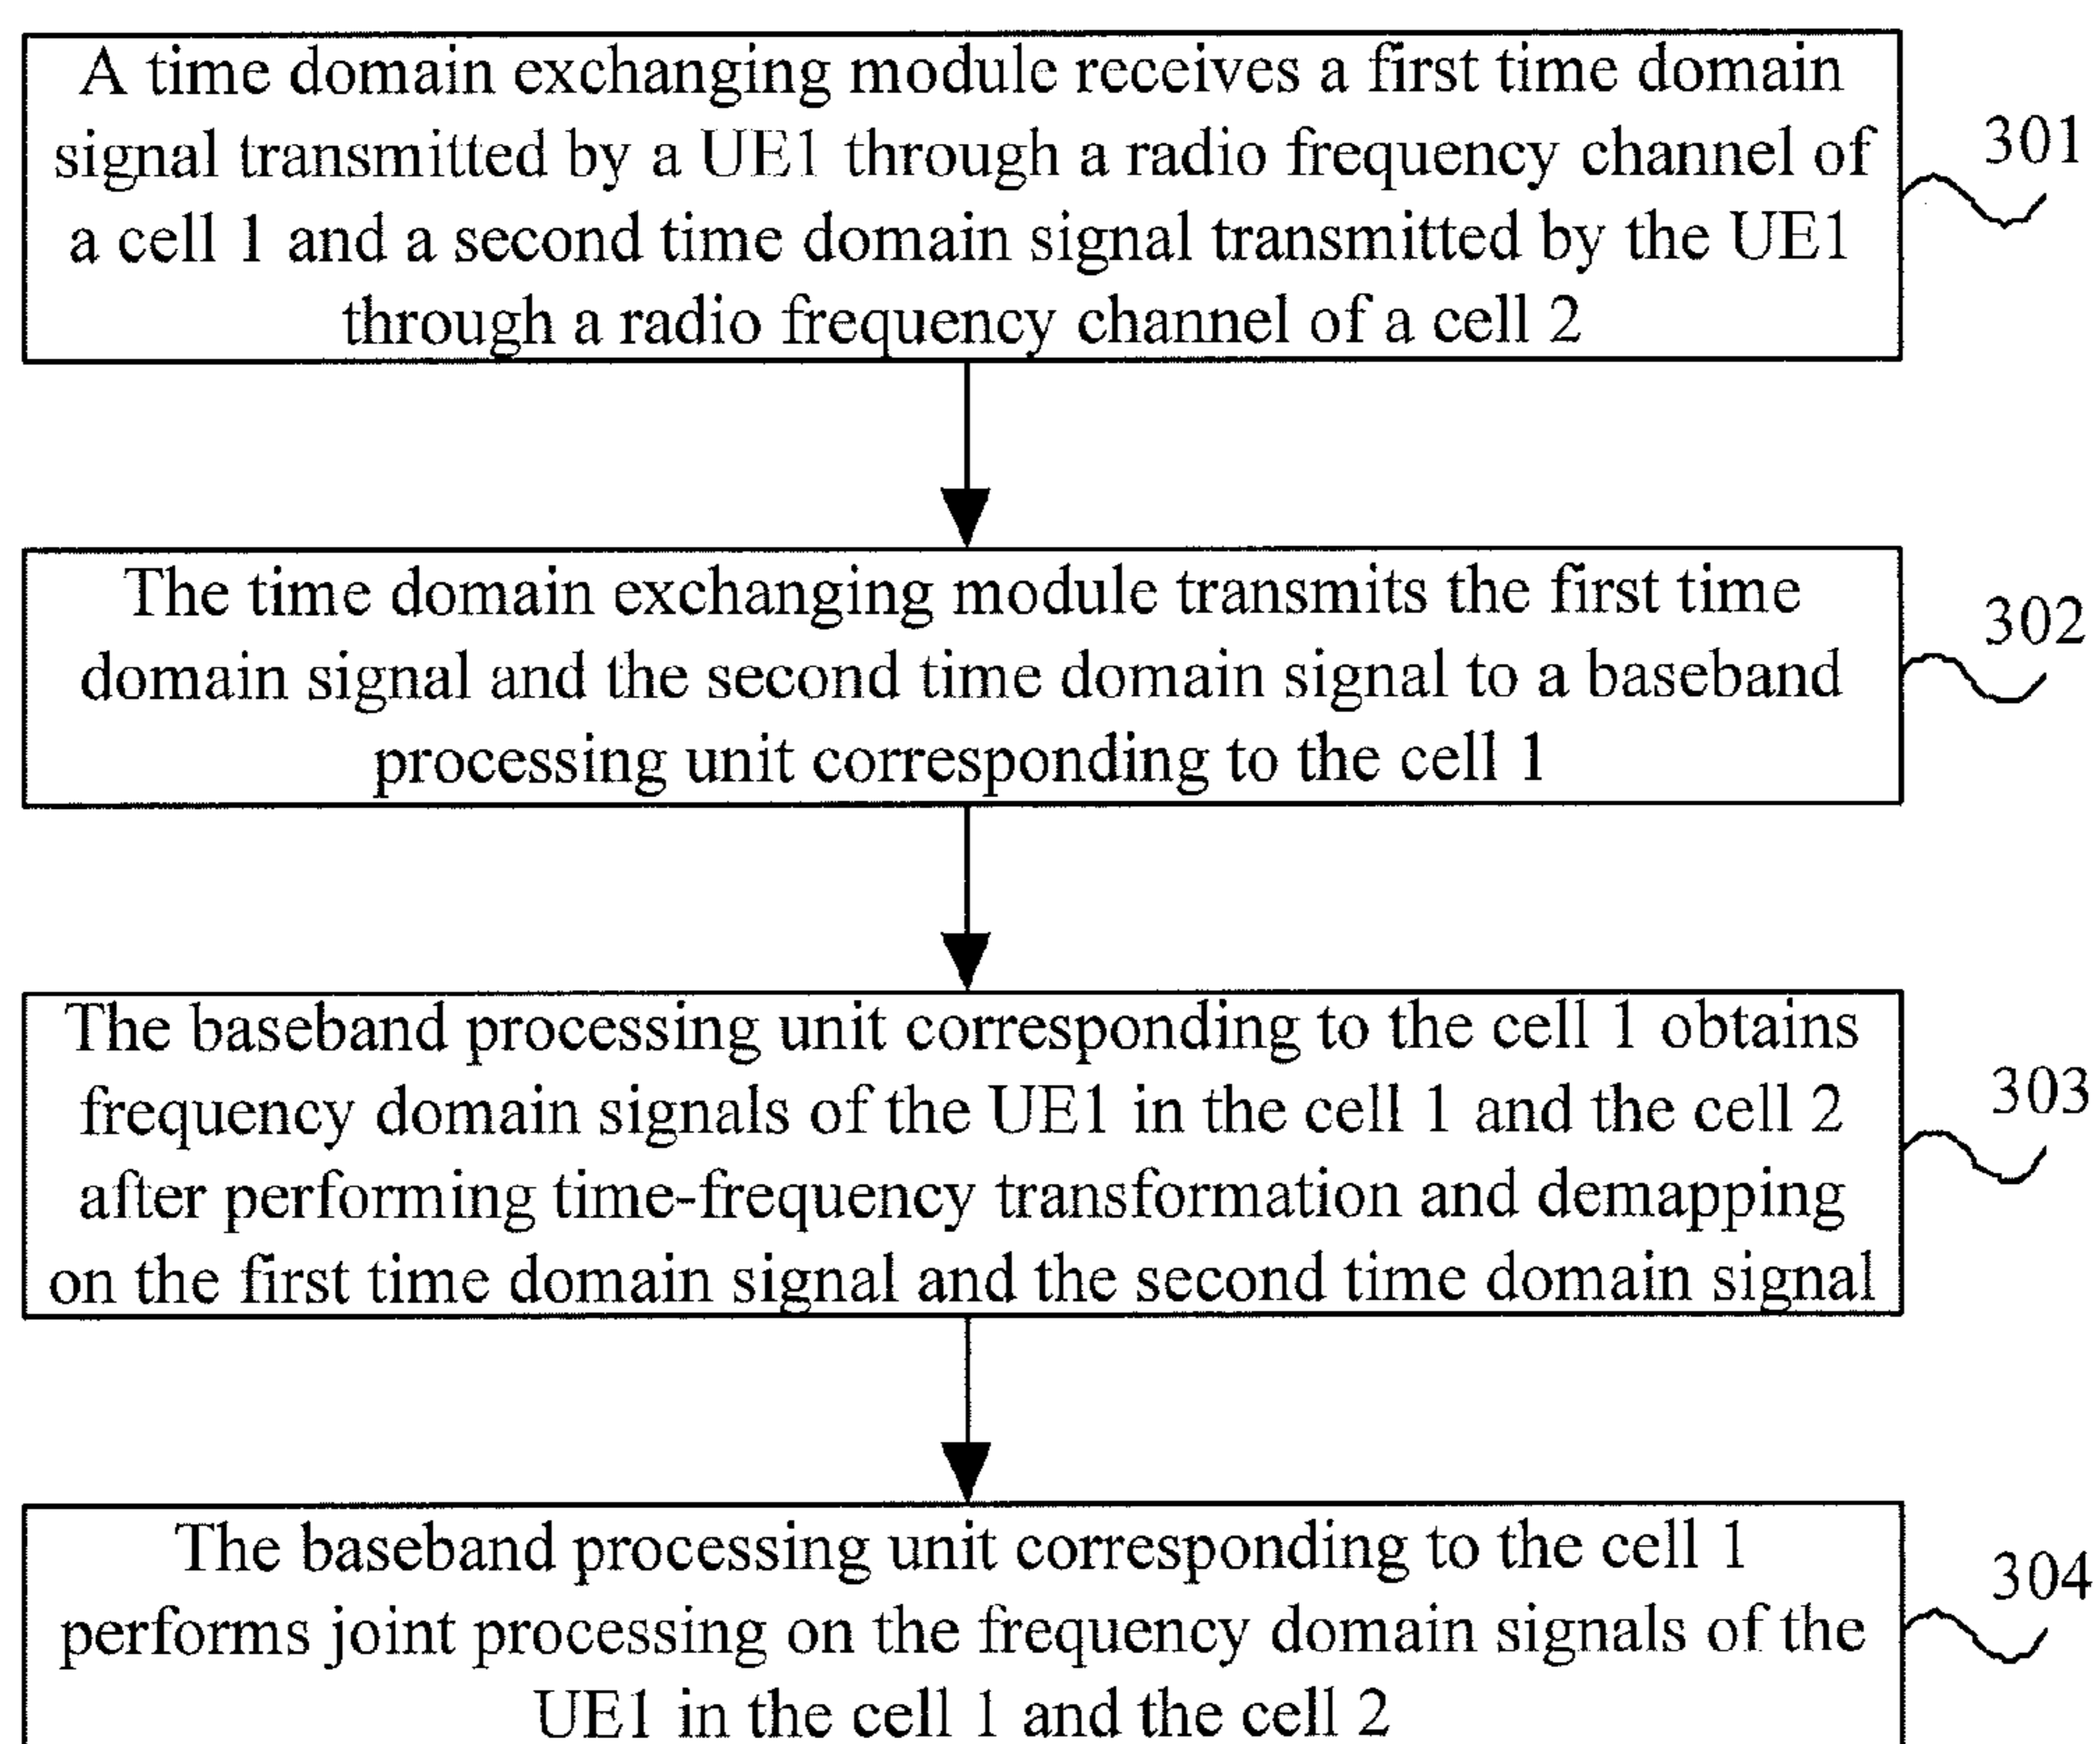 A time domain exchanging module receives a first time domain
signal transmitted by a UE1 through a radio frequency channel of
a cell 1 and a second time domain signal transmitted by the UE1
through a radio frequency channel of a cell 2
301
The time domain exchanging module transmits the first time
domain signal and the second time domain signal to a baseband
processing unit corresponding to the cell 1
302
The baseband processing unit corresponding to the cell 1 obtains
frequency domain signals of the UE1 in the cell 1 and the cell 2
after performing time-frequency transformation and demapping
on the first time domain signal and the second time domain signal
303
The baseband processing unit corresponding to the cell 1
performs joint processing on the frequency domain signals of the
UE1 in the cell 1 and the cell 2
304